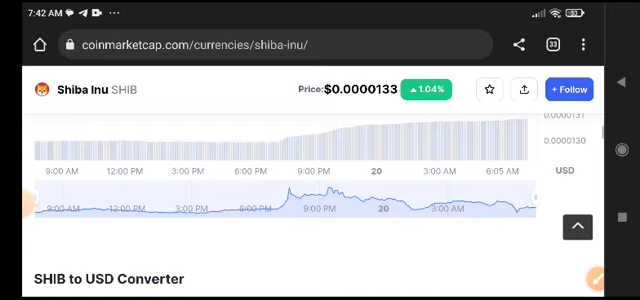 7:42 AM
53
coinmarketcap.com/currencies/shiba-inu/
33
Shiba Inu SHIB
Price: $0.0000133
1.04%
+ Follow
0.0000131
0.0000130
9:00 AM 12:00 PM 3:00 PM 6:00 PM 9:00 PM 20 3:00 AM 6:05 AM USD
9:00 AM 12:00 PM 3:00 PM 6:00 PM 9:00 PM 20 3:00 AM
SHIB to USD Converter